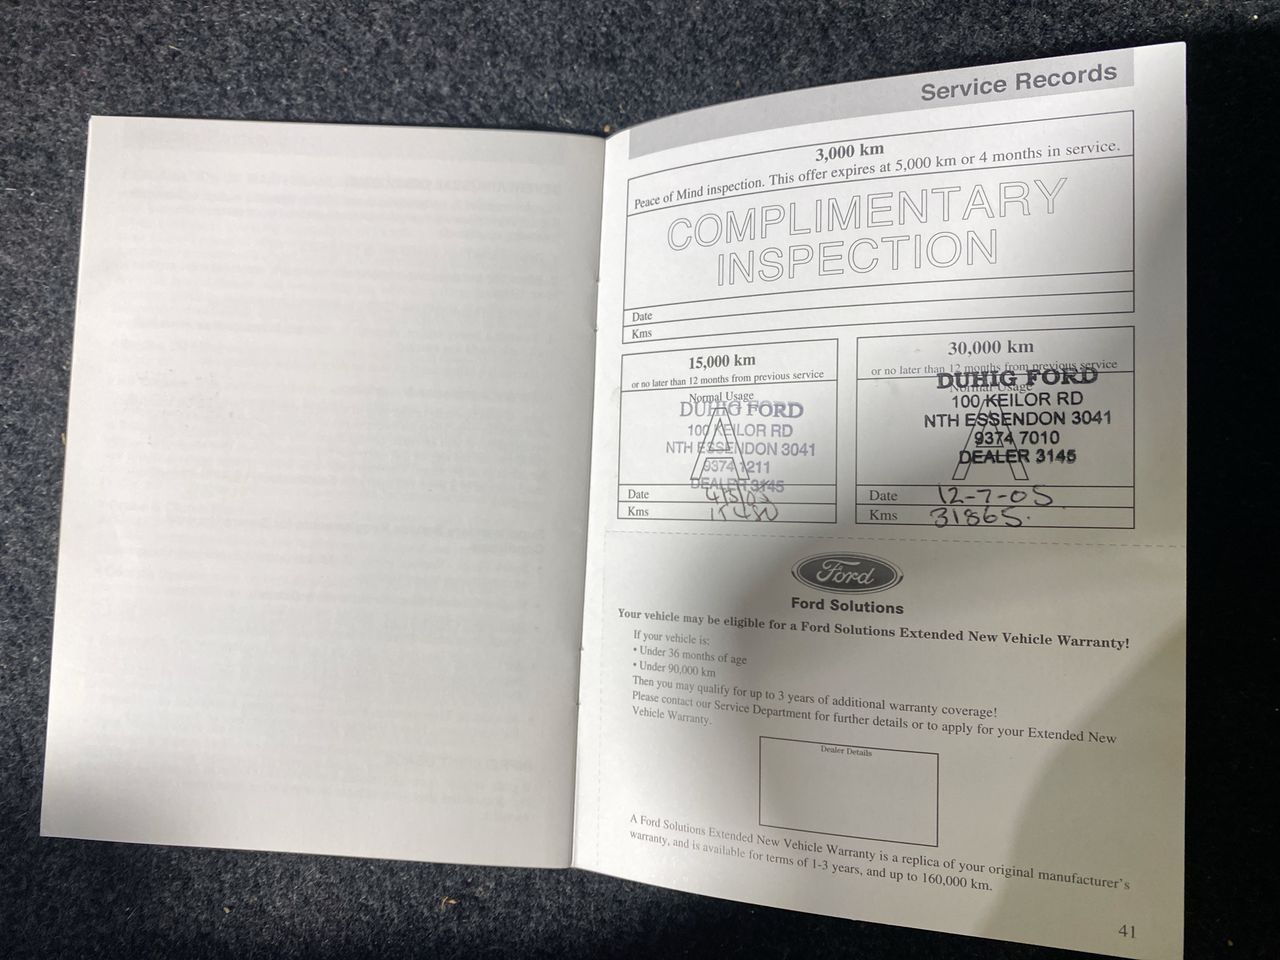 Service Records
3,000 km
Peace of Mind inspection. This offer expires at 5,000 km or 4 months in service.
COMPLIMENTARY
INSPECTION
Date
Kms
15,000 km
or no later than 12 months from previous service
Normal Usage
DUHIG FORD
100 KEILOR RD
NTH ESSENDON 3041
A
9374 1211
DEALER 3145
Date
Kms
30,000 km
or no later than 12 months from previous service
Normal Usage
DUHIG FORD
100 KEILOR RD
NTH ESSENDON 3041
A
9374 7010
DEALER 3145
Date 12-7-05
Kms 31865.
Ford
Ford Solutions
Your vehicle may be eligible for a Ford Solutions Extended New Vehicle Warranty!
If your vehicle is:
• Under 36 months of age
• Under 90,000 km
Then you may qualify for up to 3 years of additional warranty coverage!
Please contact our Service Department for further details or to apply for your Extended New
Vehicle Warranty.
Dealer Details
A Ford Solutions Extended New Vehicle Warranty is a replica of your original manufacturer's
warranty, and is available for terms of 1-3 years, and up to 160,000 km.
41